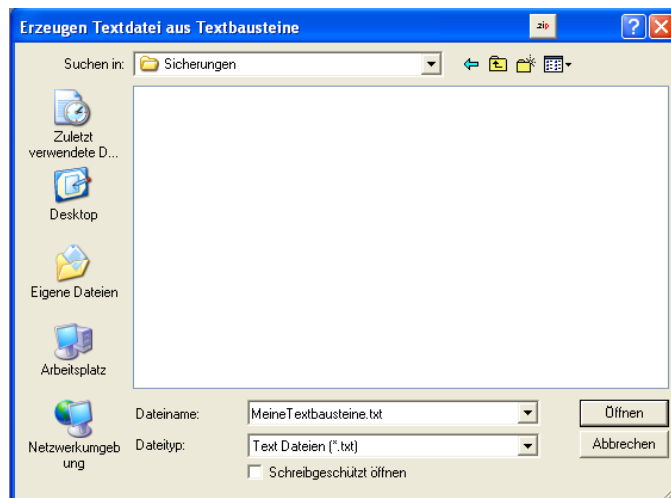 Erzeugen Textdatei aus Textbausteine
.zip
?
Suchen in:
Sicherungen
Zuletzt
verwendete D...
Desktop
Eigene Dateien
Arbeitsplatz
Netzwerkumgeb
ung
Dateiname:
MeineTextbausteine.txt
Öffnen
Dateityp:
Text Dateien (*.txt)
Abbrechen
Schreibgeschützt öffnen